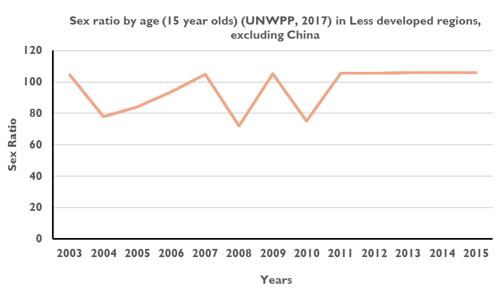 Sex ratio by age (15 year olds) (UNWPP, 2017) in Less developed regions,
excluding China
120
100
80
60
40
20
0
Sex Ratio
2003 2004 2005 2006 2007 2008 2009 2010 2011 2012 2013 2014 2015
Years